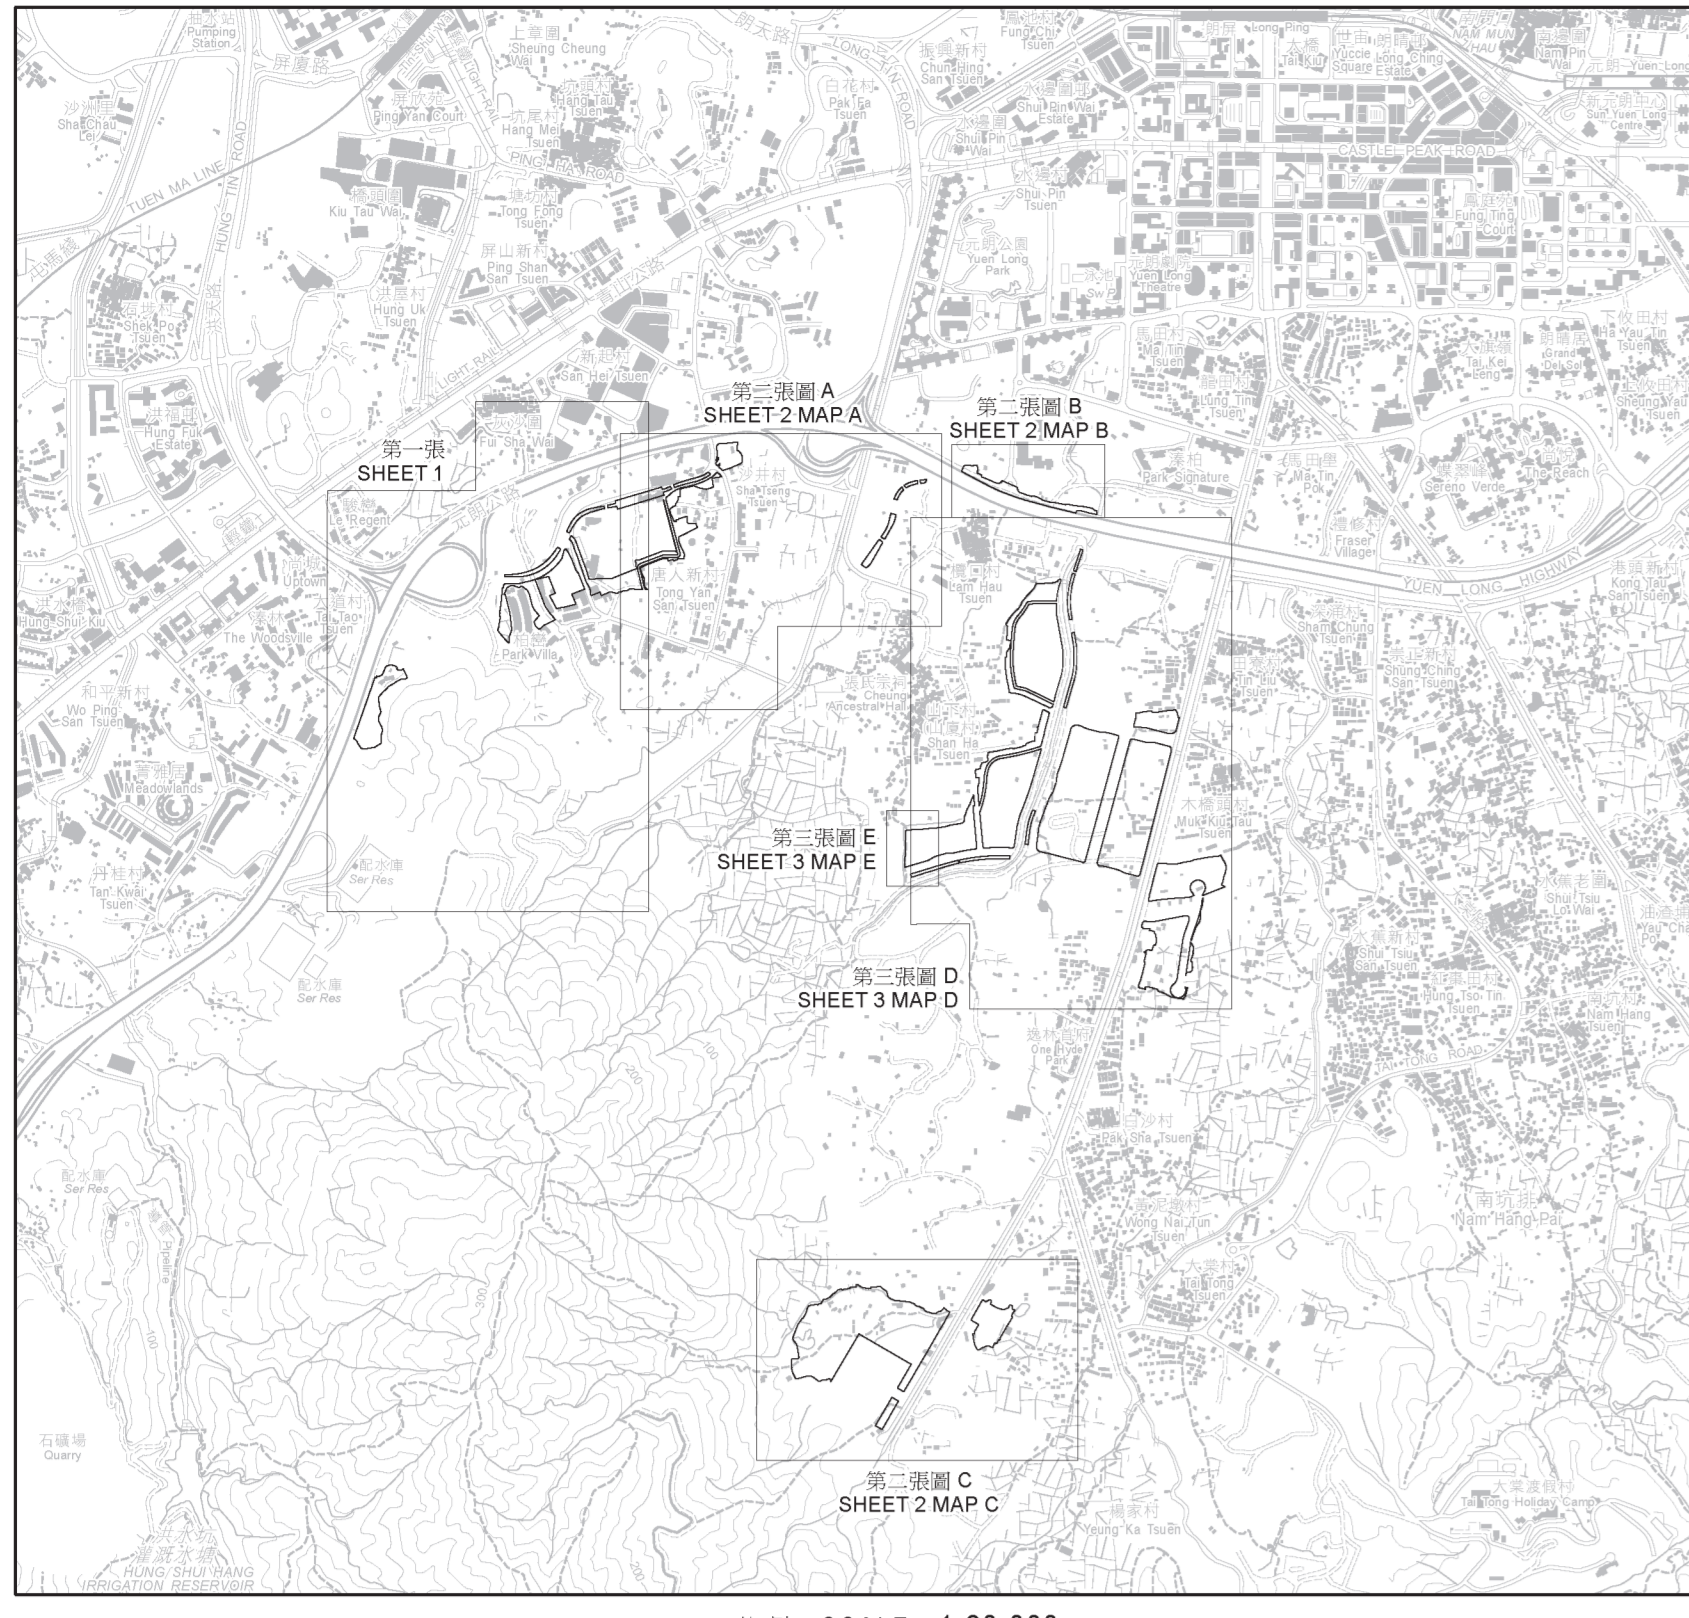 抽水站
Pumping
Station
屏廈路
天水圍
Tin Shui Wai
輕鐵 LIGHT RAIL
上章圍
Sheung Cheung
Wai
朗天路
LONG TIN ROAD
鳳池村
Fung Chi
Tsuen
振興新村
Chun Hing
San Tsuen
朗屏
Long Ping
大橋
Tai Kiu
世宙
Yuccie
Square
朗晴邨
Long Ching
Estate
南門口
NAM MUN
HAU
南邊圍
Nam Pin
Wai
元朗 Yuen Long
沙洲里
Sha Chau
Lei
屏欣苑
Ping Yan Court
坑頭村
Hang Tau
Tsuen
坑尾村
Hang Mei
Tsuen
白花村
Pak Fa
Tsuen
水邊圍邨
Shui Pin Wai
Estate
水邊圍
Shui Pin
Wai
新元朗中心
Sun Yuen Long
Centre
CASTLE PEAK ROAD
TUEN MA LINE
屯馬綫
HUNG TIN ROAD
洪天路
PING HA ROAD
橋頭圍
Kiu Tau Wai
塘坊村
Tong Fong
Tsuen
水邊村
Shui Pin
Tsuen
鳳庭苑
Fung Ting
Court
屏山新村
Ping Shan
San Tsuen
青山公路
元朗公園
Yuen Long
Park
泳池
Sw P
元朗劇院
Yuen Long
Theatre
石埗村
Shek Po
Tsuen
洪屋村
Hung Uk
Tsuen
LIGHT RAIL
新起村
San Hei Tsuen
馬田村
Ma Tin
Tsuen
龍田村
Lung Tin
Tsuen
大旗嶺
Tai Kei
Leng
朗晴居
Grand
Del Sol
下攸田村
Ha Yau Tin
Tsuen
上攸田村
Sheung Yau
Tsuen
洪福邨
Hung Fuk
Estate
第一張
SHEET 1
灰沙圍
Fui Sha Wai
第二張圖 A
SHEET 2 MAP A
第二張圖 B
SHEET 2 MAP B
溱柏
Park Signature
馬田壆
Ma Tin
Pok
蝶翠峰
Sereno Verde
尚悅
The Reach
駿巒
Le Regent
元朗公路
沙井村
Sha Tseng
Tsuen
輕鐵
尚城
Uptown
溱林
The Woodsville
大道村
Tai Tao
Tsuen
洪水橋
Hung Shui Kiu
柏巒
Park Villa
唐人新村
Tong Yan
San Tsuen
欖口村
Lam Hau
Tsuen
禮修村
Fraser
Village
YUEN LONG HIGHWAY
港頭新村
Kong Tau
San Tsuen
深涌村
Sham Chung
Tsuen
田寮村
Tin Liu
Tsuen
崇正新村
Shung Ching
San Tsuen
和平新村
Wo Ping
San Tsuen
張氏宗祠
Cheung
Ancestral Hall
山下村
山廈村
Shan Ha
Tsuen
菁雅居
Meadowlands
木橋頭村
Muk Kiu Tau
Tsuen
第三張圖 E
SHEET 3 MAP E
配水庫
Ser Res
丹桂村
Tan Kwai
Tsuen
水蕉老圍
Shui Tsiu
Lo Wai
水蕉新村
Shui Tsiu
San Tsuen
第三張圖 D
SHEET 3 MAP D
配水庫
Ser Res
紅棗田村
Hung Tso Tin
Tsuen
南坑村
Nam Hang
Tsuen
逸林首府
One Hyde
Park
TAI TONG ROAD
100
200
白沙村
Pak Sha Tsuen
配水庫
Ser Res
Pipeline
黃泥墩村
Wong Nai Tun
Tsuen
南坑排
Nam Hang Pai
大棠村
Tai Tong
Tsuen
300
100
石礦場
Quarry
第二張圖 C
SHEET 2 MAP C
楊家村
Yeung Ka Tsuen
大棠渡假村
Tai Tong Holiday Camp
200
洪水坑
灌溉水塘
HUNG SHUI HANG
IRRIGATION RESERVOIR